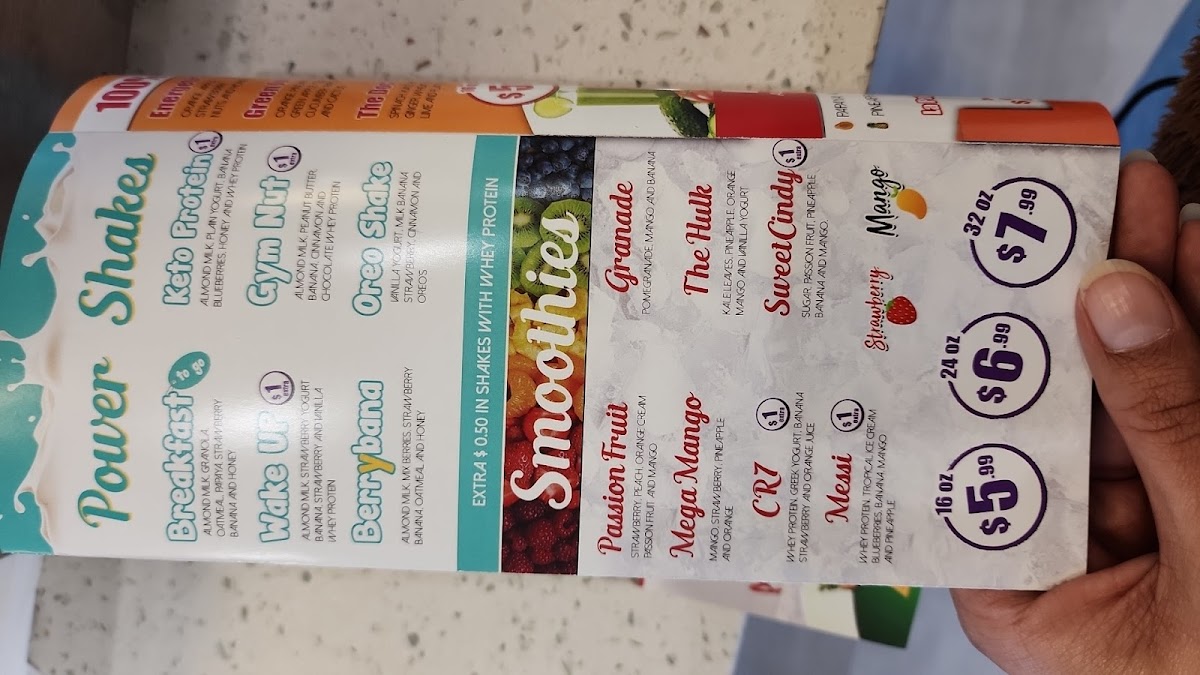 Power Shakes
Breakfast to go
ALMOND MILK, GRANOLA,
OATMEAL, PAPAYA, STRAWBERRY
BANANA AND HONEY
Wake UP $1 extra
ALMOND MILK, STRAWBERRY YOGURT
BANANA, STRAWBERRY AND VANILLA
WHEY PROTEIN
Berryband
ALMOND MILK, MIX BERRIES, STRAWBERRY
BANANA, OATMEAL, AND HONEY
Keto Protein $1 extra
ALMOND MILK, PLAIN YOGURT, BANANA
BLUEBERRIES, HONEY AND WHEY PROTEIN
Gym Nut $1 extra
ALMOND MILK, PEANUT BUTTER
BANANA, CINNAMON AND
CHOCOLATE WHEY PROTEIN
Oreo Shake
VANILLA YOGURT, MILK, BANANA
STRAWBERRY, CINNAMON AND
OREO'S
EXTRA $ 0.50 IN SHAKES WITH WHEY PROTEIN
Smoothies
Passion Fruit
STRAWBERRY, PEACH, ORANGE CREAM
PASSION FRUIT AND MANGO
Mega Mango
MANGO, STRAWBERRY, PINEAPPLE
AND ORANGE
CR7 $1 extra
WHEY PROTEIN, GREEK YOGURT, BANANA
STRAWBERRY AND ORANGE JUICE
Messi $1 extra
WHEY PROTEIN, TROPICAL ICE CREAM
BLUEBERRIES, BANANA, MANGO
AND PINEAPPLE
Granade
POMEGRANADE, MANGO AND BANANA
The Hulk
KALE LEAVES, PINEAPPLE, ORANGE
MANGO AND VANILLA YOGURT
Sweet Cindy $1 extra
SUGAR, PASSION FRUIT, PINEAPPLE
BANANA AND MANGO
Strawberry
Mango
16 OZ
$5.99
24 OZ
$6.99
32 OZ
$7.99
100
Green